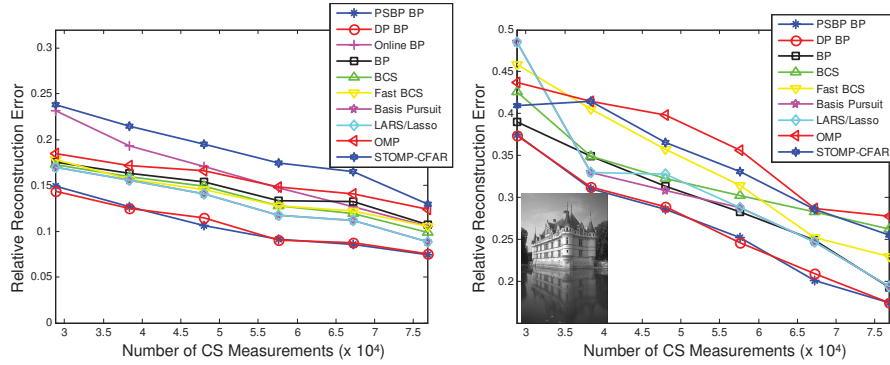 PSBP BP
DP BP
Online BP
BP
BCS
Fast BCS
Basis Pursuit
LARS/Lasso
OMP
STOMP-CFAR
Relative Reconstruction Error
0.3
0.25
0.2
0.15
0.1
0.05
0
3 3.5 4 4.5 5 5.5 6 6.5 7 7.5
Number of CS Measurements (x 10⁴)
PSBP BP
DP BP
BP
BCS
Fast BCS
Basis Pursuit
LARS/Lasso
OMP
STOMP-CFAR
Relative Reconstruction Error
0.5
0.45
0.4
0.35
0.3
0.25
0.2
3 3.5 4 4.5 5 5.5 6 6.5 7 7.5
Number of CS Measurements (x 10⁴)